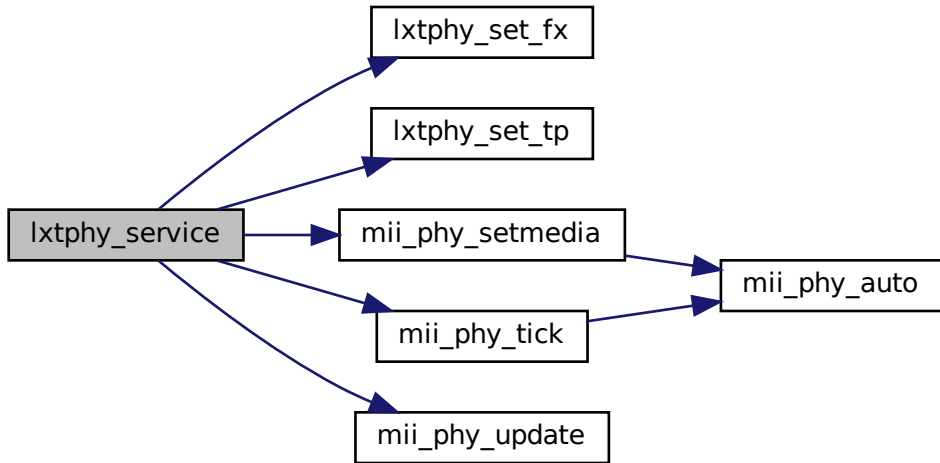 lxtphy_set_fx
lxtphy_set_tp
lxtphy_service
mii_phy_setmedia
mii_phy_auto
mii_phy_tick
mii_phy_update